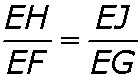 EH/EF = EJ/EG